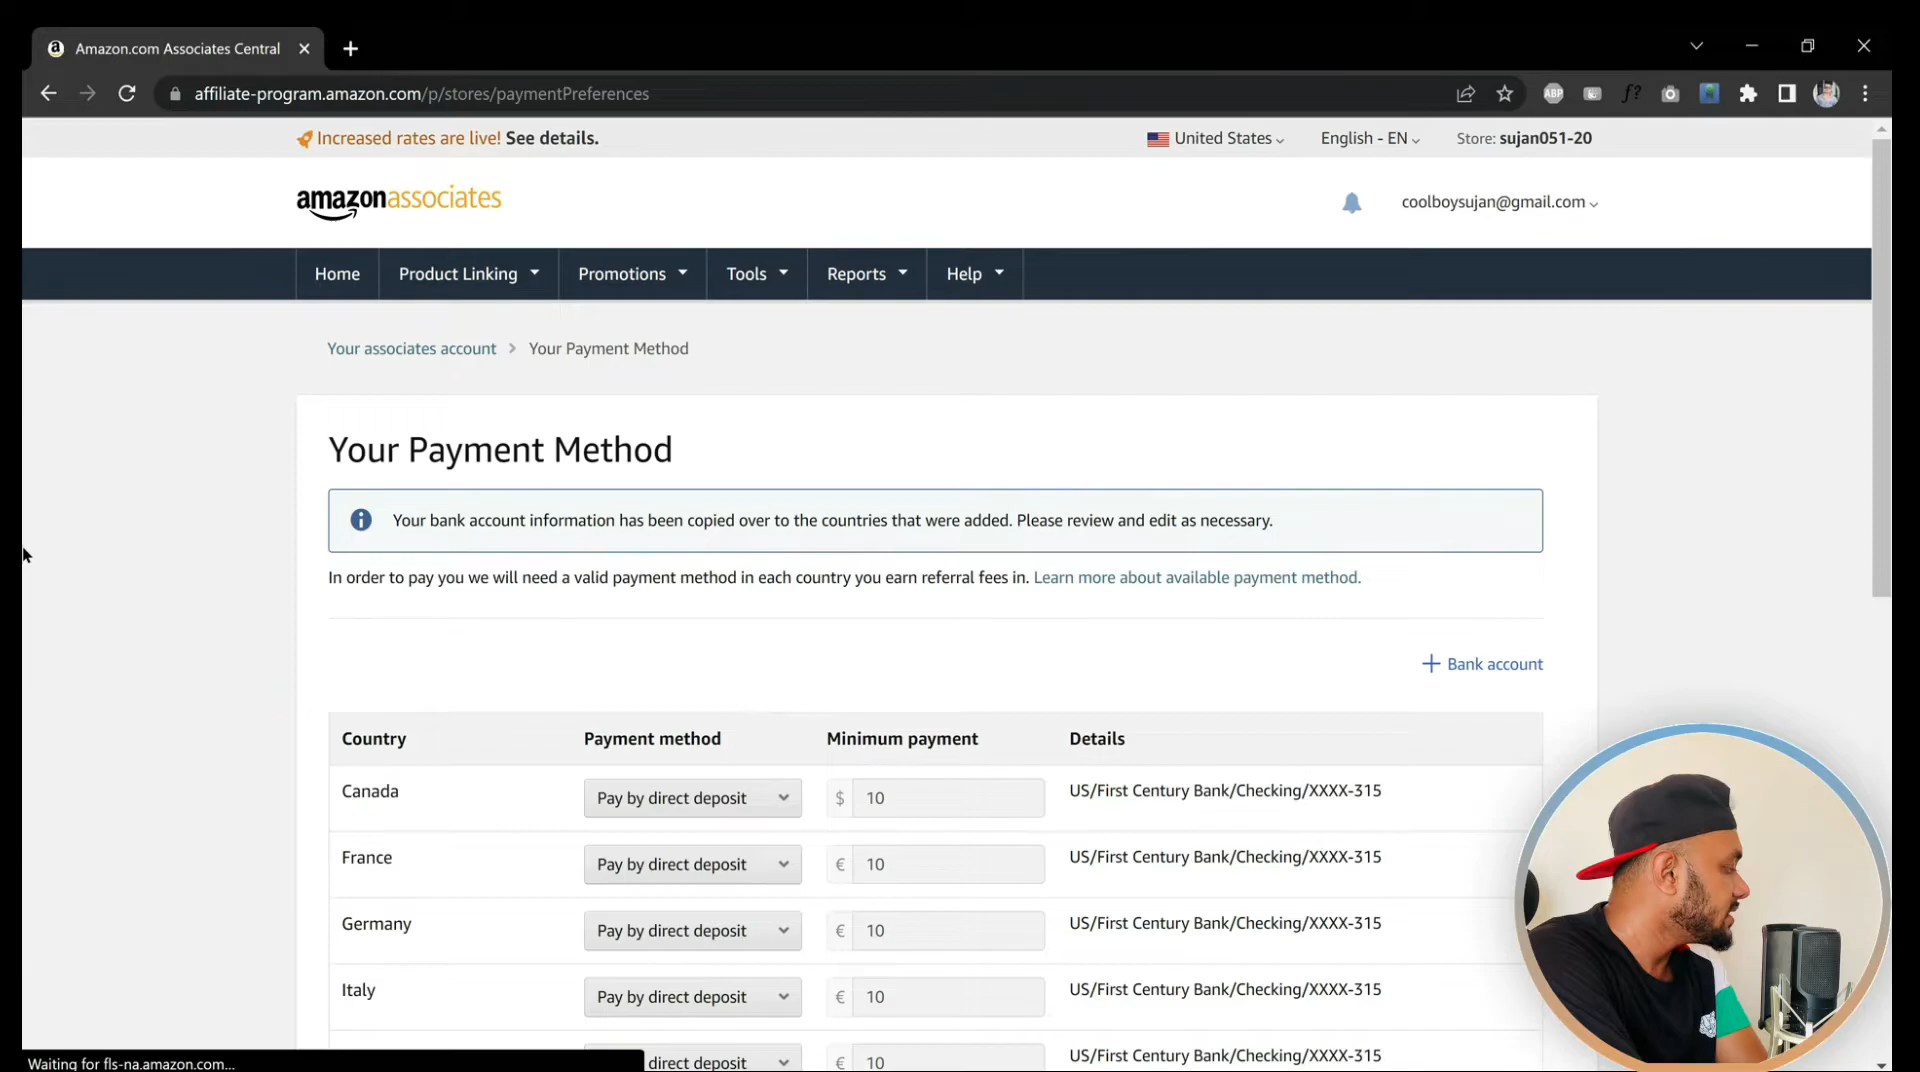 Amazon.com Associates Central
affiliate-program.amazon.com/p/stores/paymentPreferences
ABP
f?
Increased rates are live! See details.
United States
English - EN
Store: sujan051-20
amazonassociates
coolboysujan@gmail.com
Home
Product Linking
Promotions
Tools
Reports
Help
Your associates account > Your Payment Method
Your Payment Method
Your bank account information has been copied over to the countries that were added. Please review and edit as necessary.
In order to pay you we will need a valid payment method in each country you earn referral fees in. Learn more about available payment method.
+ Bank account
Country Payment method Minimum payment Details
Canada Pay by direct deposit $ 10 US/First Century Bank/Checking/XXXX-315
France Pay by direct deposit € 10 US/First Century Bank/Checking/XXXX-315
Germany Pay by direct deposit € 10 US/First Century Bank/Checking/XXXX-315
Italy Pay by direct deposit € 10 US/First Century Bank/Checking/XXXX-315
direct deposit € 10 US/First Century Bank/Checking/XXXX-315
Waiting for fls-na.amazon.com...